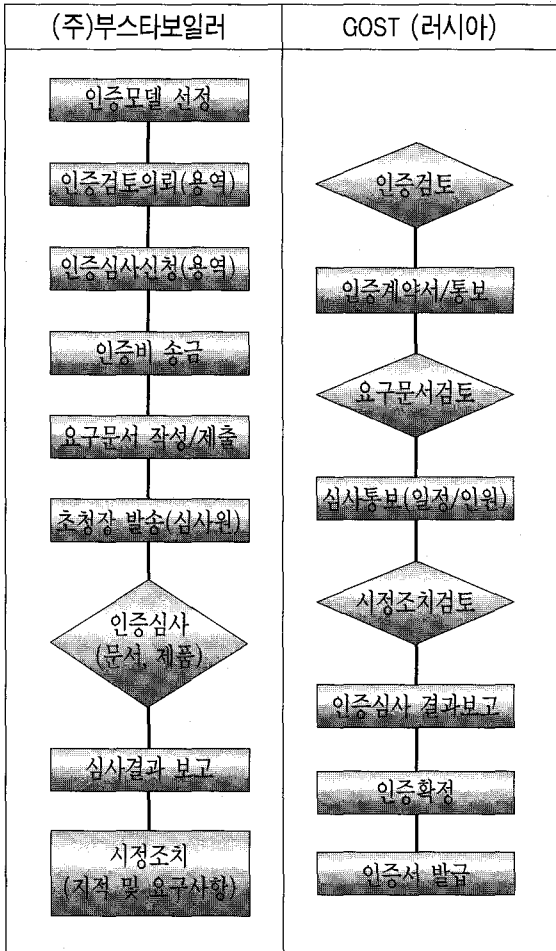 (주)부스타보일러
인증모델 선정
인증검토의뢰(용역)
인증심사신청(용역)
인증비 송금
요구문서 작성/제출
초청장 발송(심사원)
인증심사
(문서, 제품)
심사결과 보고
시정조치
(지적 및 요구사항)
GOST (러시아)
인증검토
인증계약서/통보
요구문서검토
심사통보(일정/인원)
시정조치검토
인증심사 결과보고
인증확정
인증서 발급